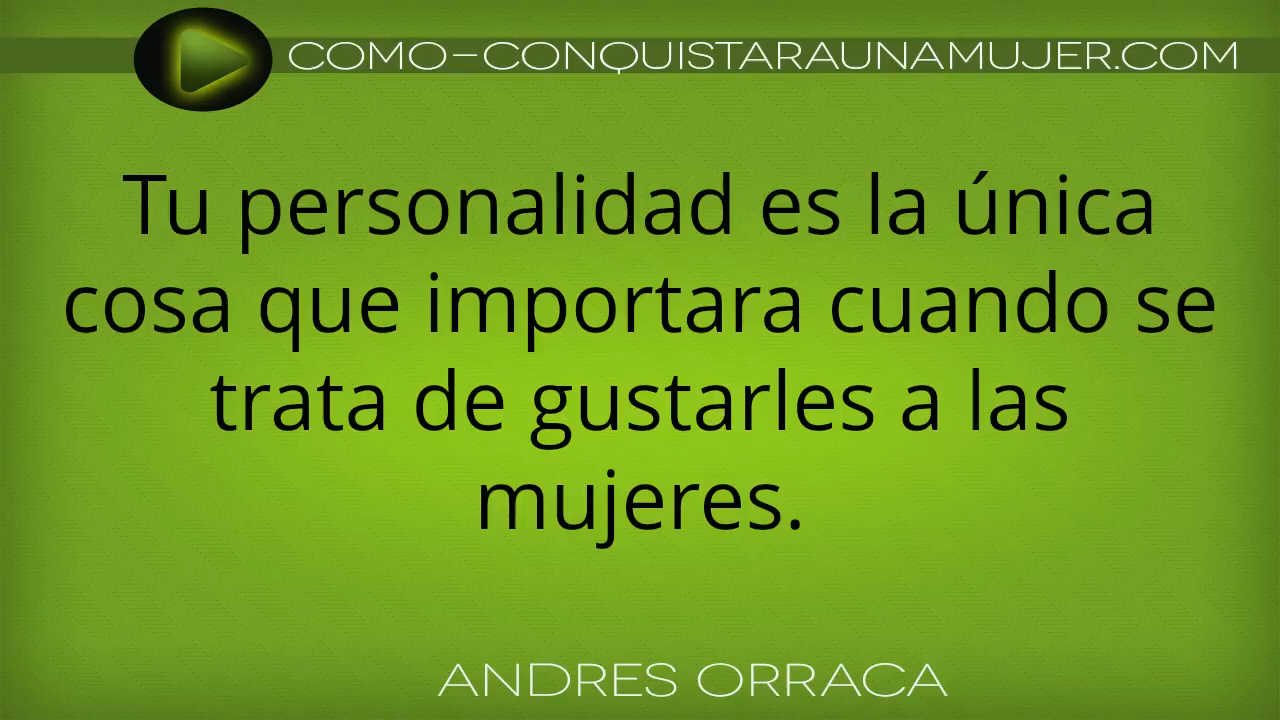 COMO-CONQUISTARAUNAMUJER.COM
Tu personalidad es la única
cosa que importara cuando se
trata de gustarles a las
mujeres.
ANDRES ORRACA